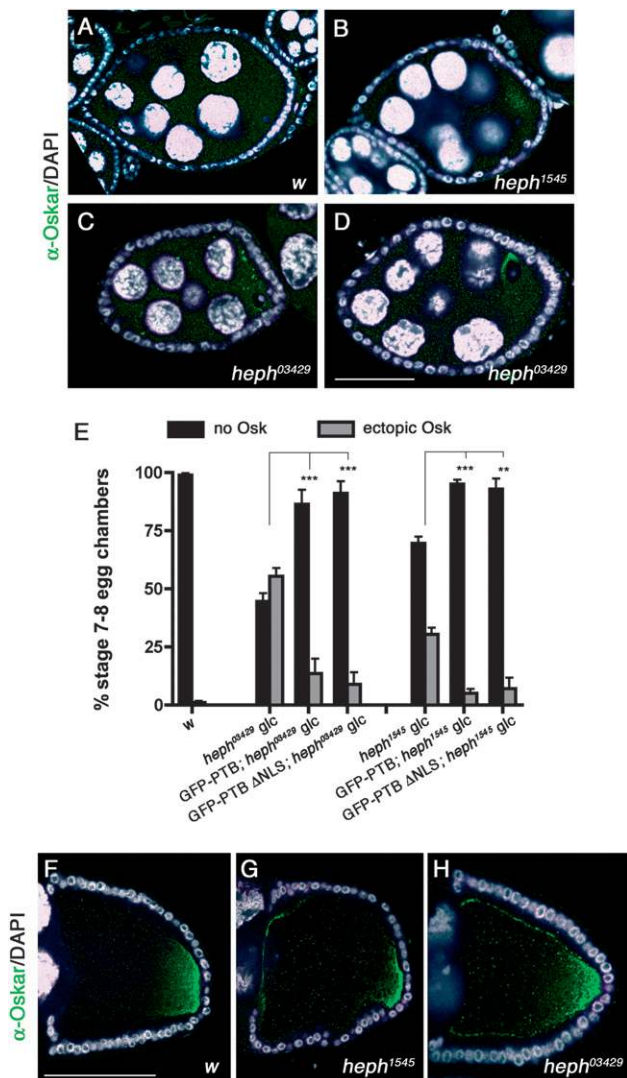 α-Oskar/DAPI
A
w
B
heph¹⁵⁴⁵
C
heph⁰³⁴²⁹
D
heph⁰³⁴²⁹
E
no Osk
ectopic Osk
% stage 7-8 egg chambers
100
75
50
25
0
***
***
***
**
w
heph⁰³⁴²⁹ glc
GFP-PTB; heph⁰³⁴²⁹ glc
GFP-PTB ΔNLS; heph⁰³⁴²⁹ glc
heph¹⁵⁴⁵ glc
GFP-PTB; heph¹⁵⁴⁵ glc
GFP-PTB ΔNLS; heph¹⁵⁴⁵ glc
α-Oskar/DAPI
F
w
G
heph¹⁵⁴⁵
H
heph⁰³⁴²⁹